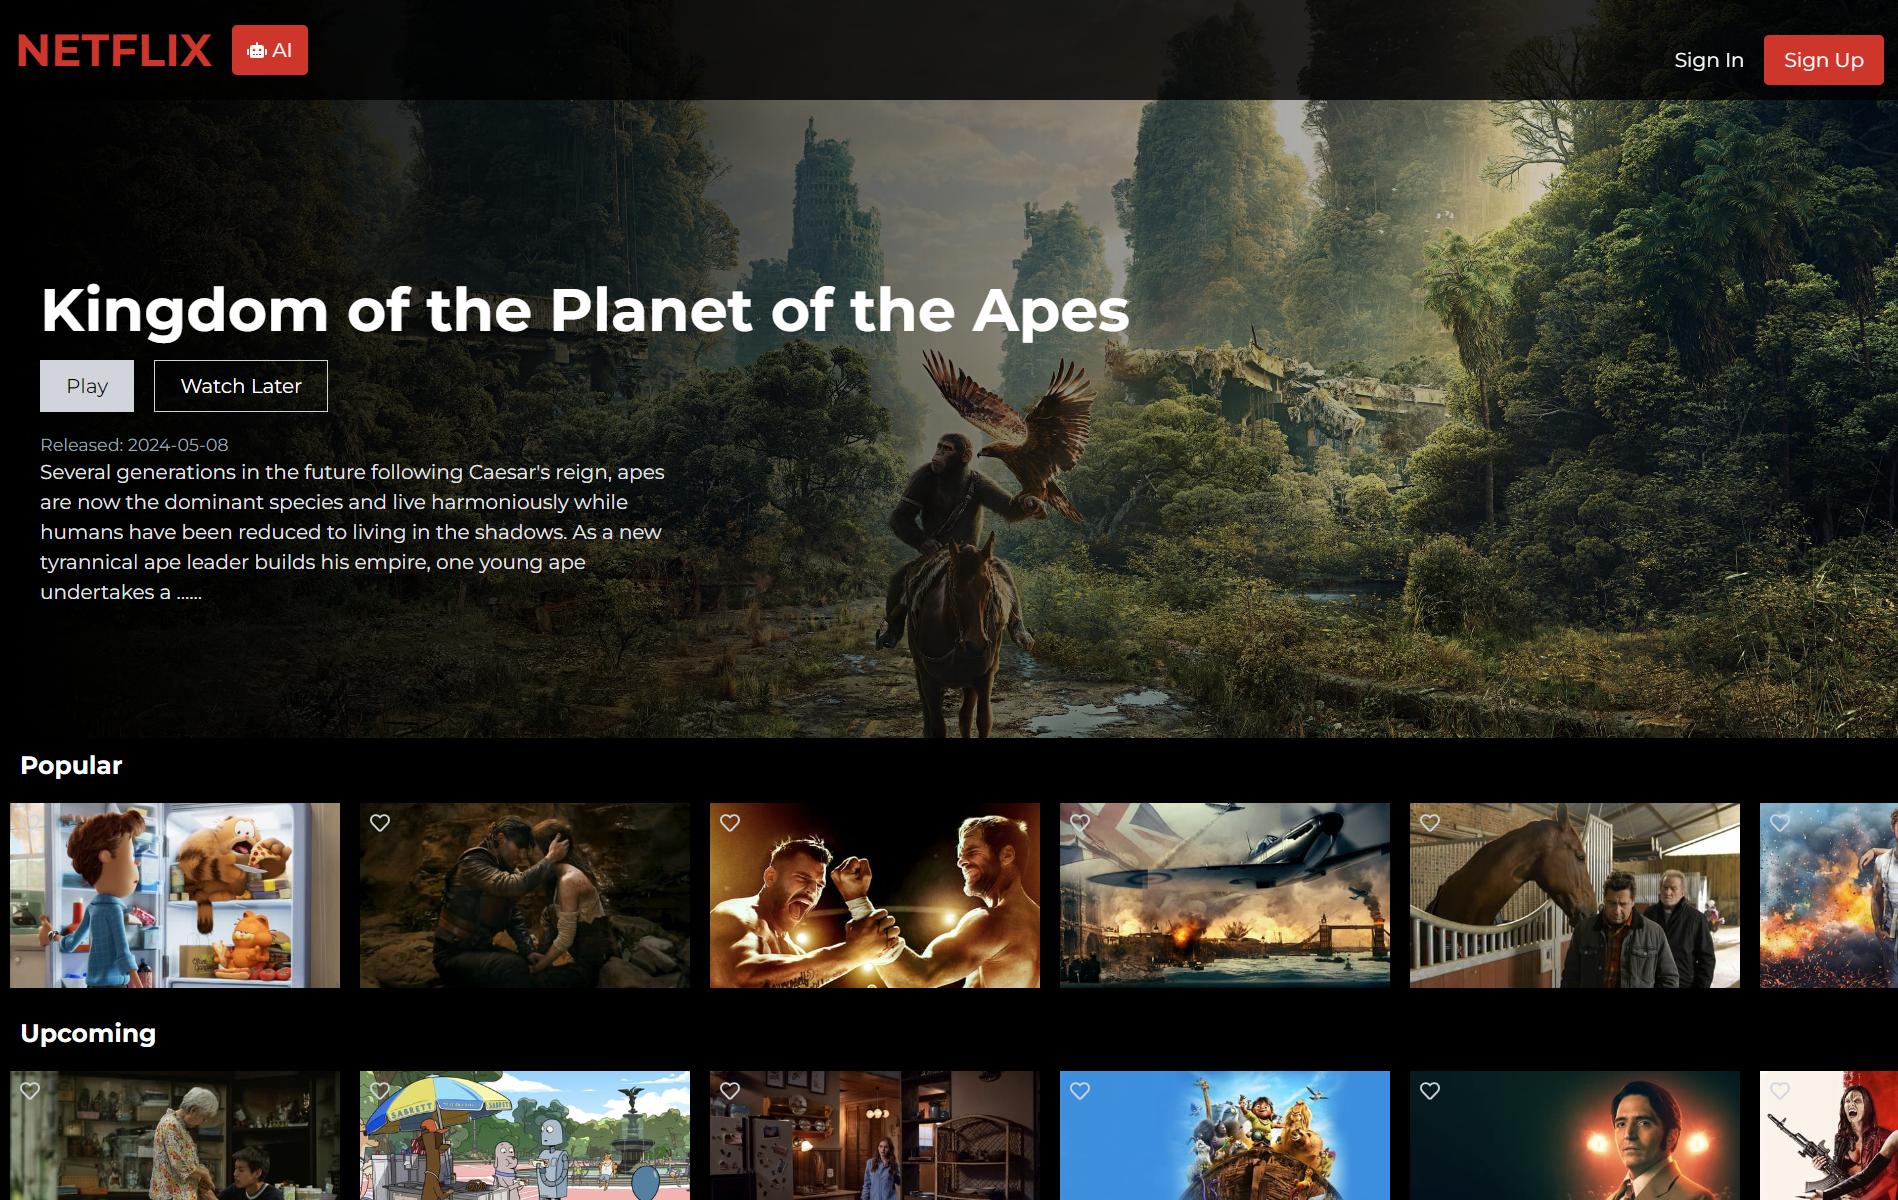 NETFLIX
AI
Sign In
Sign Up
Kingdom of the Planet of the Apes
Play
Watch Later
Released: 2024-05-08
Several generations in the future following Caesar's reign, apes
are now the dominant species and live harmoniously while
humans have been reduced to living in the shadows. As a new
tyrannical ape leader builds his empire, one young ape
undertakes a ......
Popular
Upcoming
SABRETT
SABRETT